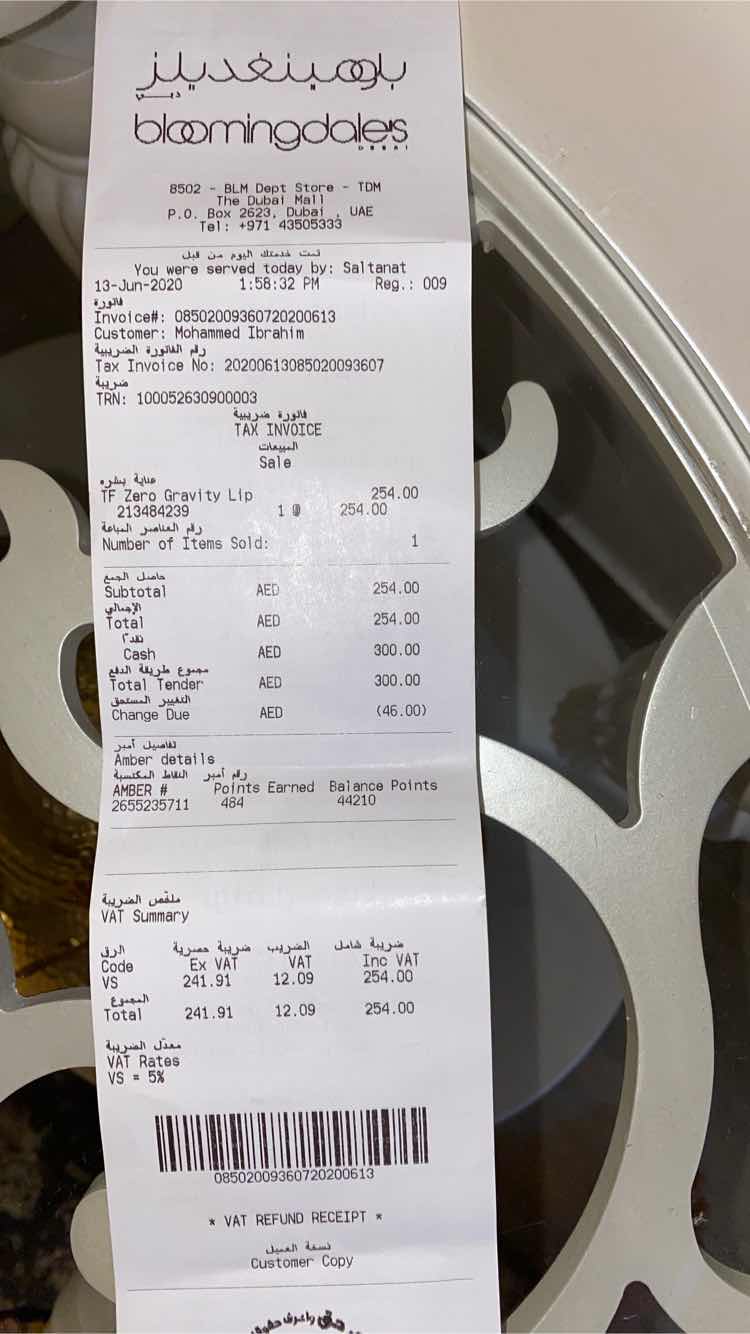 بلومينغديلز
دبي
bloomingdale's
DUBAI
8502 - BLM Dept Store - TDM
The Dubai Mall
P.O. Box 2623, Dubai , UAE
Tel: +971 43505333
تمت خدمتك اليوم من قبل
You were served today by: Saltanat
13-Jun-2020 1:58:32 PM Reg.: 009
فاتورة
Invoice#: 08502009360720200613
Customer: Mohammed Ibrahim
رقم الفاتورة الضريبية
Tax Invoice No: 20200613085020093607
ضريبة
TRN: 100052630900003
فاتورة ضريبية
TAX INVOICE
المبيعات
Sale
عناية بشره
TF Zero Gravity Lip 254.00
213484239 1 @ 254.00
رقم العناصر المباعة
Number of Items Sold: 1
حاصل الجمع
Subtotal AED 254.00
الإجمالي
Total AED 254.00
نقدًا
Cash AED 300.00
مجموع طريقة الدفع
Total Tender AED 300.00
التغيير المستحق
Change Due AED (46.00)
تفاصيل أمبر
Amber details
رقم أمبر النقاط المكتسبة
AMBER # Points Earned Balance Points
2655235711 484 44210
ملخص الضريبة
VAT Summary
الرق ضريبة حصرية الضريب ضريبة شامل
Code Ex VAT VAT Inc VAT
VS 241.91 12.09 254.00
المجموع
Total 241.91 12.09 254.00
معدّل الضريبة
VAT Rates
VS = 5%
08502009360720200613
* VAT REFUND RECEIPT *
نسخة العميل
Customer Copy